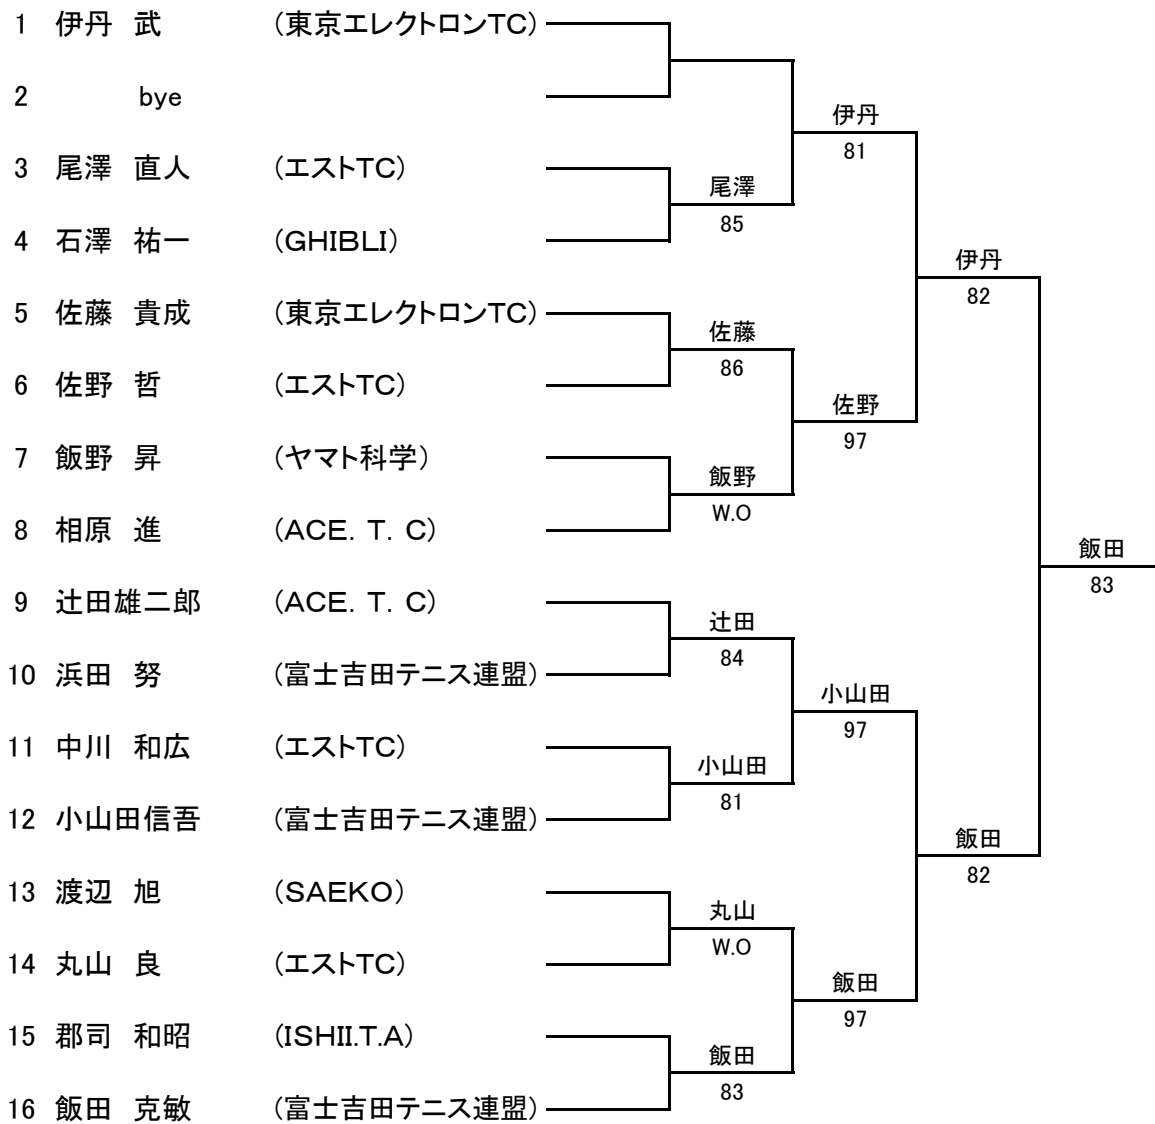 1 伊丹 武 (東京エレクトロンTC)
2 bye
伊丹
81
3 尾澤 直人 (エストTC)
尾澤
85
4 石澤 祐一 (GHIBLI)
伊丹
82
5 佐藤 貴成 (東京エレクトロンTC)
佐藤
86
6 佐野 哲 (エストTC)
佐野
97
7 飯野 昇 (ヤマト科学)
飯野
W.O
8 相原 進 (ACE. T. C)
飯田
83
9 辻田雄二郎 (ACE. T. C)
辻田
84
10 浜田 努 (富士吉田テニス連盟)
小山田
97
11 中川 和広 (エストTC)
小山田
81
12 小山田信吾 (富士吉田テニス連盟)
飯田
82
13 渡辺 旭 (SAEKO)
丸山
W.O
14 丸山 良 (エストTC)
飯田
97
15 郡司 和昭 (ISHII.T.A)
飯田
83
16 飯田 克敏 (富士吉田テニス連盟)